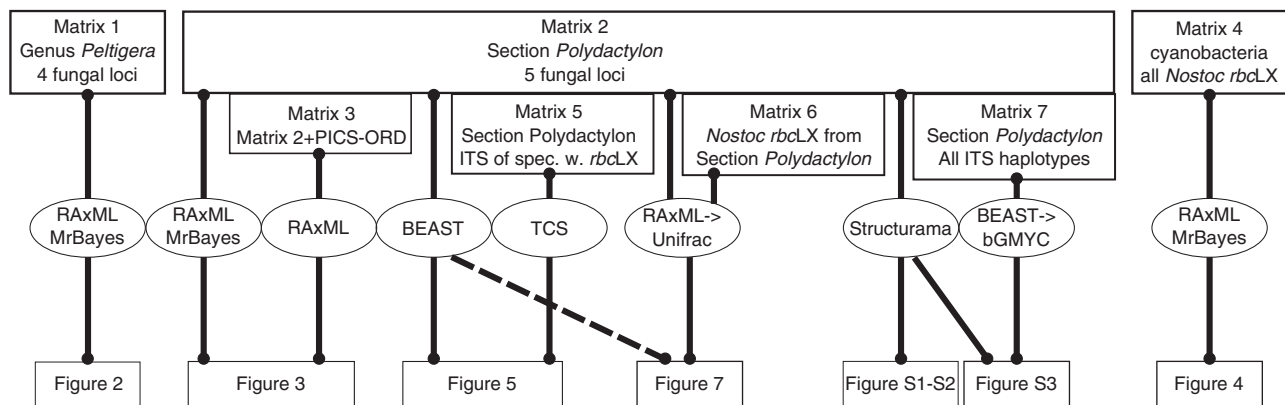 Matrix 1
Genus Peltigera
4 fungal loci
Matrix 2
Section Polydactylon
5 fungal loci
Matrix 4
cyanobacteria
all Nostoc rbcLX
Matrix 3
Matrix 2+PICS-ORD
Matrix 5
Section Polydactylon
ITS of spec. w. rbcLX
Matrix 6
Nostoc rbcLX from
Section Polydactylon
Matrix 7
Section Polydactylon
All ITS haplotypes
RAxML
MrBayes
RAxML
MrBayes
RAxML
BEAST
TCS
RAxML->
Unifrac
Structurama
BEAST->
bGMYC
RAxML
MrBayes
Figure 2
Figure 3
Figure 5
Figure 7
Figure S1-S2
Figure S3
Figure 4